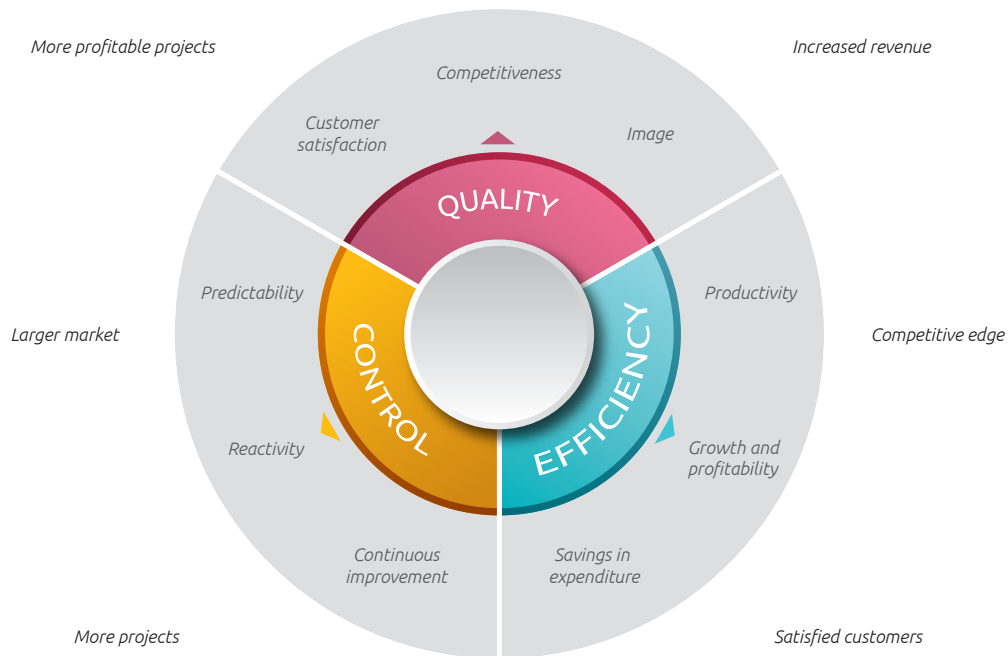 More profitable projects
Increased revenue
Competitiveness
Customer
satisfaction
Image
QUALITY
Predictability
Productivity
Larger market
CONTROL
EFFICIENCY
Competitive edge
Reactivity
Growth and
profitability
Continuous
improvement
Savings in
expenditure
More projects
Satisfied customers